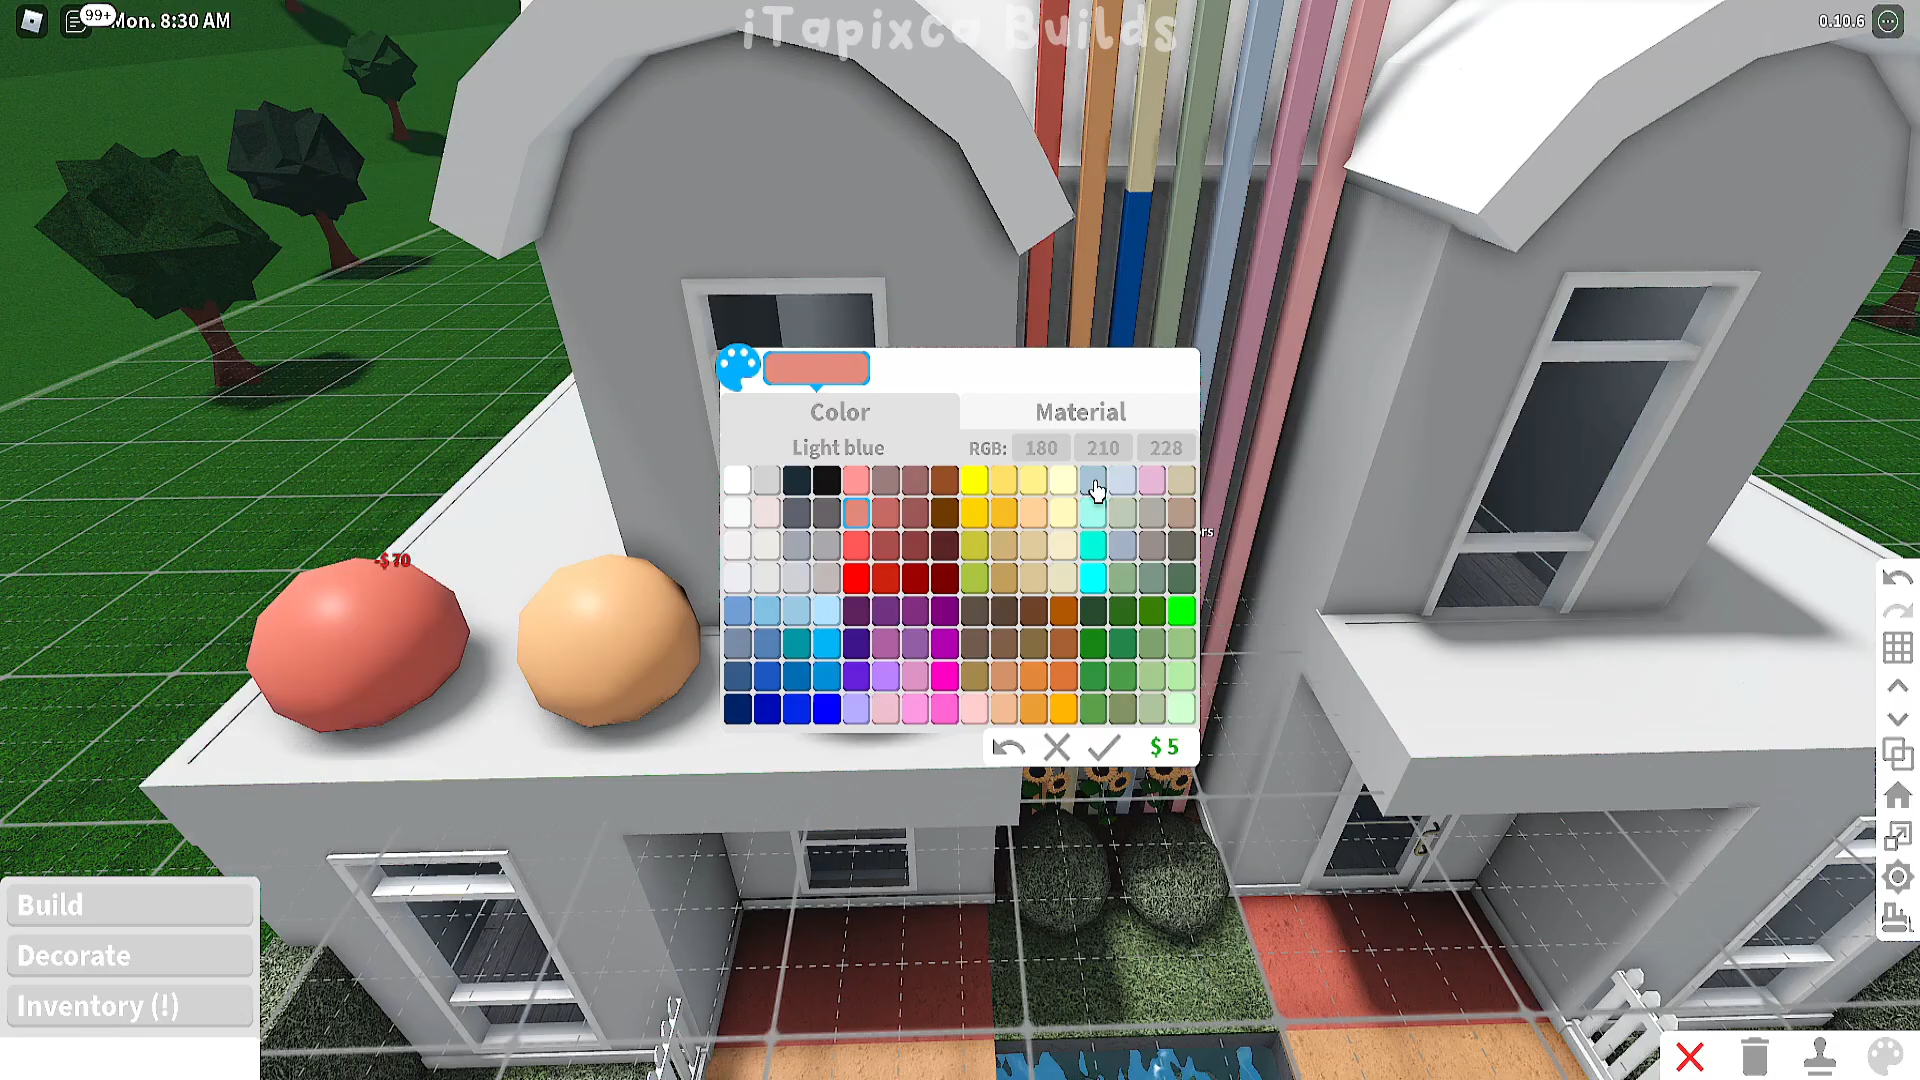 99+
Mon. 8:30 AM
iTapixca Builds
0.10.6
-$70
Color
Material
Light blue
RGB: 180 210 228
rs
$5
Build
Decorate
Inventory (!)